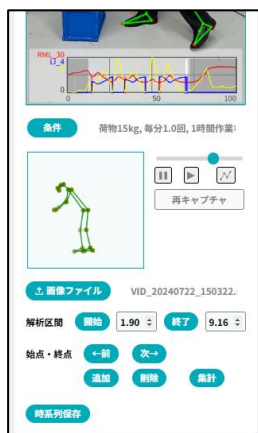 RMI_30
LI_4
0
0 50 100
条件 荷物15kg, 毎分1.0回, 1時間作業
再キャプチャ
画像ファイル VID_20240722_150322.
解析区間 開始 1.90 終了 9.16
始点・終点 ←前 次→
追加 削除 集計
時系列保存